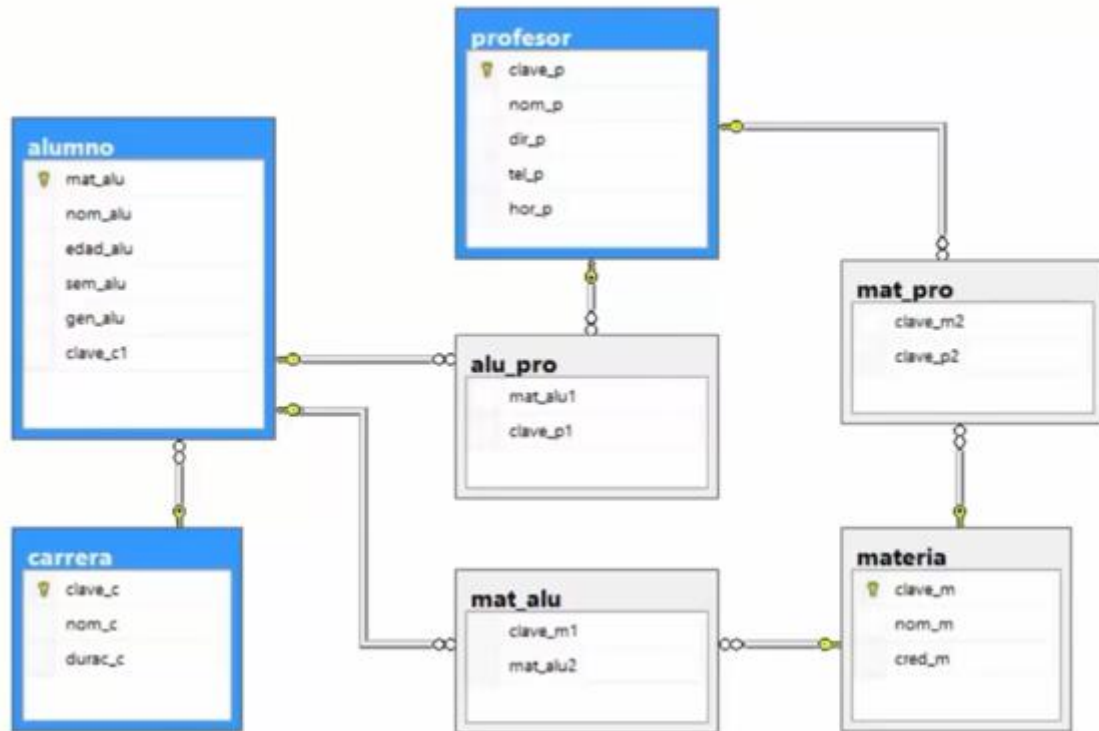 profesor
clave_p
nom_p
dir_p
tel_p
hor_p
alumno
mat_alu
nom_alu
edad_alu
sem_alu
gen_alu
clave_c1
mat_pro
clave_m2
clave_p2
alu_pro
mat_alu1
clave_p1
carrera
clave_c
nom_c
durac_c
mat_alu
clave_m1
mat_alu2
materia
clave_m
nom_m
cred_m